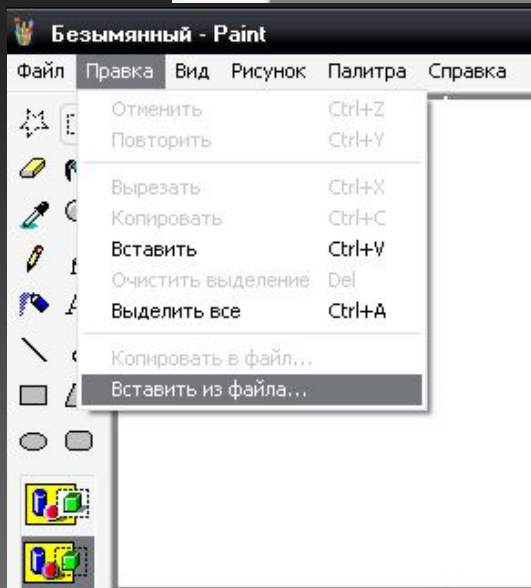 Безымянный - Paint
Файл Правка Вид Рисунок Палитра Справка
Отменить Ctrl+Z
Повторить Ctrl+Y
Вырезать Ctrl+X
Копировать Ctrl+C
Вставить Ctrl+V
Очистить выделение Del
Выделить все Ctrl+A
Копировать в файл...
Вставить из файла...